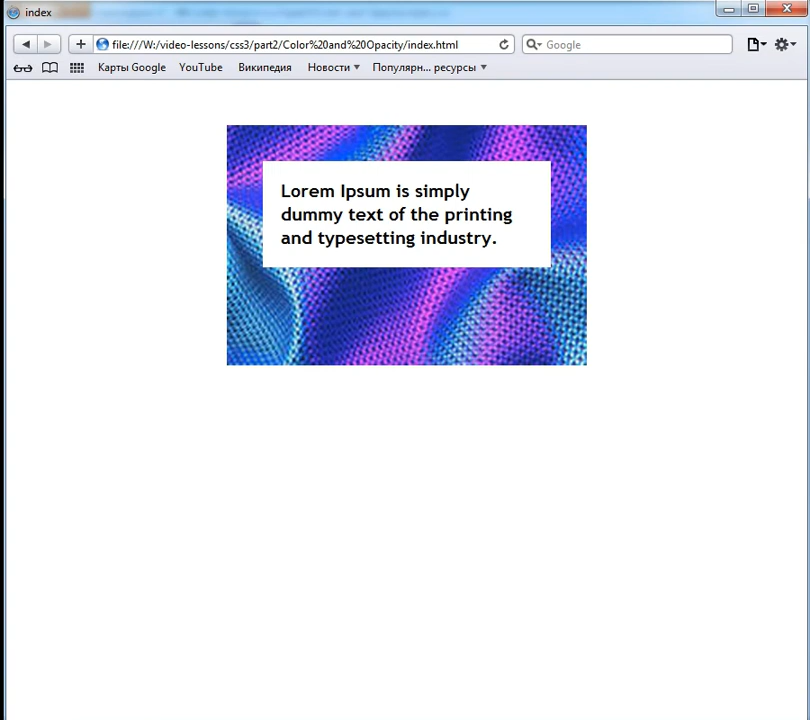 index
file:///W:/video-lessons/css3/part2/Color%20and%20Opacity/index.html
Google
Карты Google YouTube Википедия Новости Популярн... ресурсы
Lorem Ipsum is simply
dummy text of the printing
and typesetting industry.